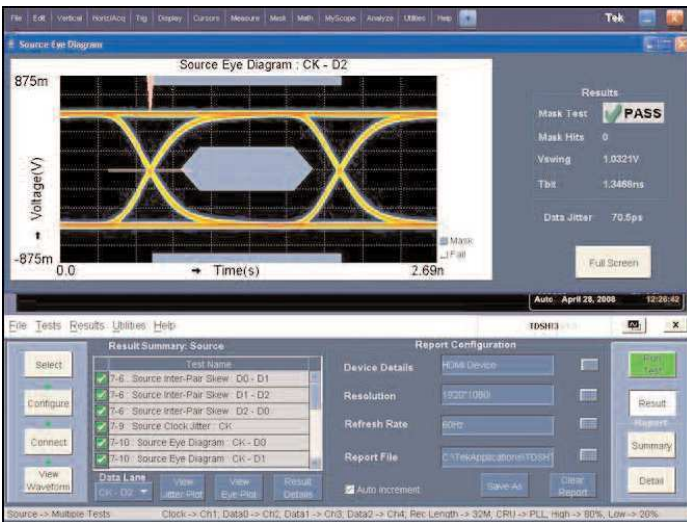 File Edit Vertical Horiz/Acq Trig Display Cursors Measure Mask Math MyScope Analyze Utilities Help Tek
Source Eye Diagram
Source Eye Diagram : CK - D2
875m
Voltage(V)
-875m
0.0
Time(s)
2.69n
Mask
Fail
Results
Mask Test PASS
Mask Hits 0
Vswing 1.0321V
Tbit 1.3466ns
Data Jitter 70.5ps
Full Screen
Auto April 28, 2008 12:26:42
File Tests Results Utilities Help TDSHT3
Select
Configure
Connect
View
Waveform
Result Summary: Source
Test Name
7-6 : Source Inter-Pair Skew : D0 - D1
7-6 : Source Inter-Pair Skew : D1 - D2
7-6 : Source Inter-Pair Skew : D2 - D0
7-9 : Source Clock Jitter : CK
7-10 : Source Eye Diagram : CK - D0
7-10 : Source Eye Diagram : CK - D1
Data Lane
CK - D2
View
Jitter Plot
View
Eye Plot
Result
Details
Report Configuration
Device Details HDMI Device
Resolution 1920*1080i
Refresh Rate 60Hz
Report File C:\TekApplications\TDSHT
Auto Increment
Save As
Clear
Report
Run
Test
Result
Report
Summary
Detail
Source -> Multiple Tests Clock -> Ch1, Data0 -> Ch2, Data1 -> Ch3, Data2 -> Ch4, Rec Length -> 32M, CRU -> PLL, High -> 80%, Low -> 20%